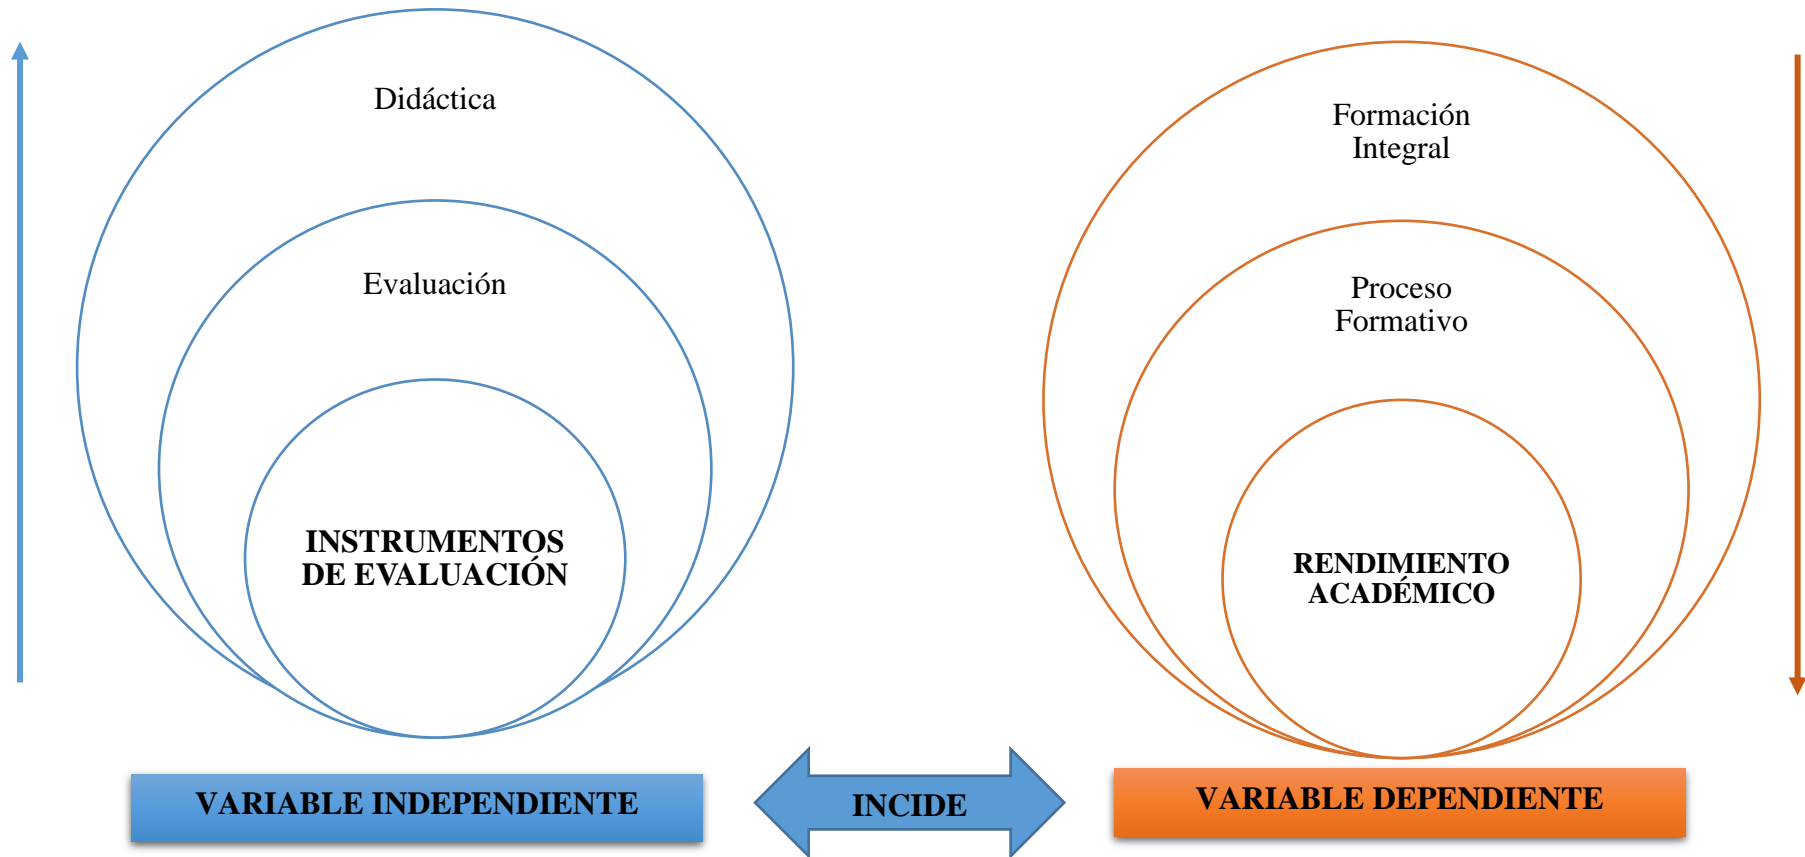 Didáctica
Evaluación
INSTRUMENTOS
DE EVALUACIÓN
VARIABLE INDEPENDIENTE
INCIDE
Formación
Integral
Proceso
Formativo
RENDIMIENTO
ACADÉMICO
VARIABLE DEPENDIENTE